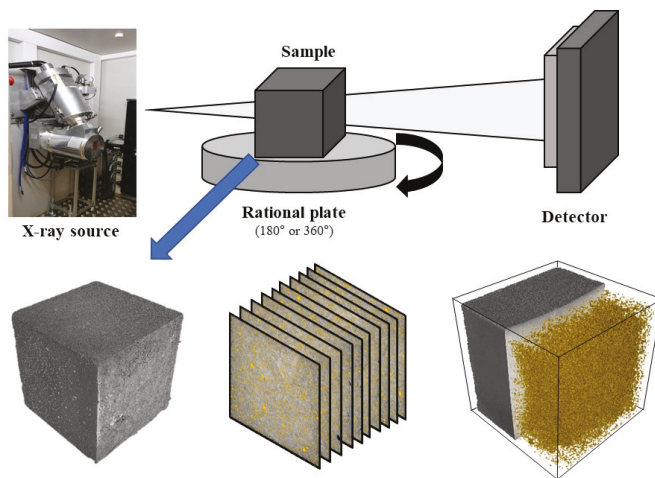 Sample
X-ray source
Rational plate
(180° or 360°)
Detector